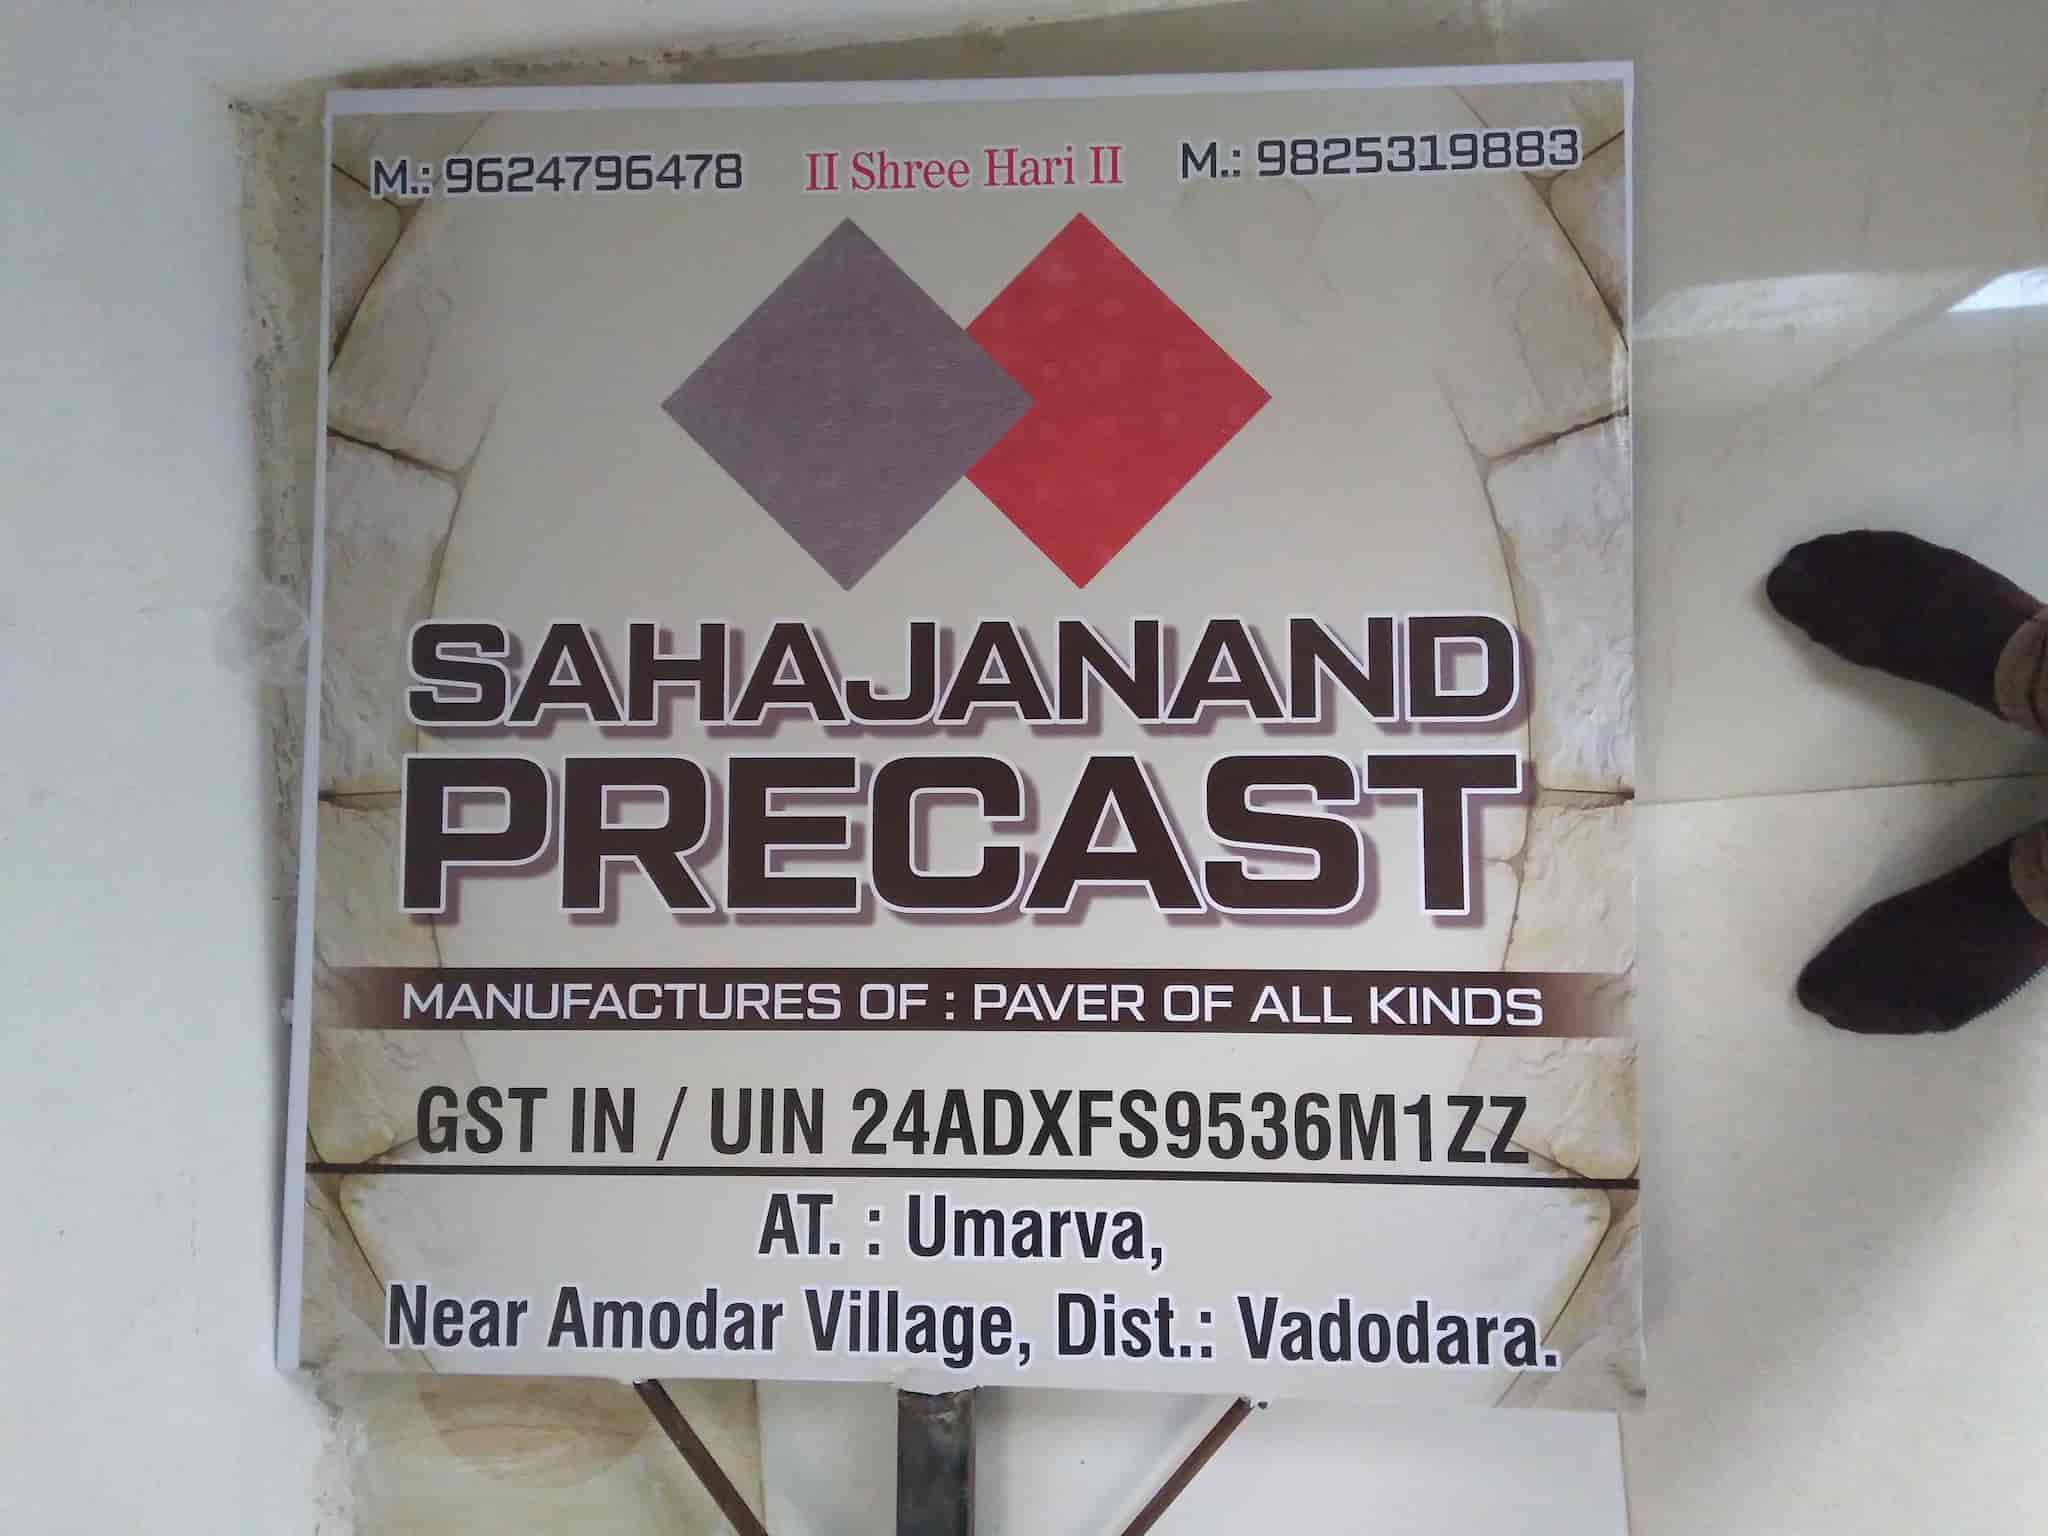 M.: 9624796478 II Shree Hari II M.: 9825319883
SAHAJANAND
PRECAST
MANUFACTURES OF : PAVER OF ALL KINDS
GST IN / UIN 24ADXFS9536M1ZZ
AT. : Umarva,
Near Amodar Village, Dist.: Vadodara.